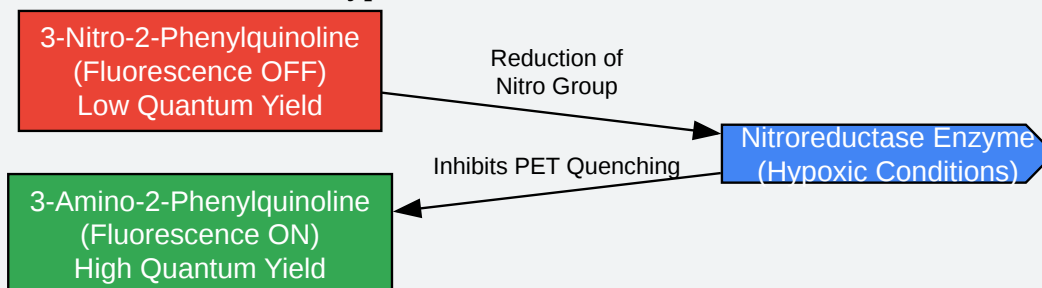 3-Nitro-2-Phenylquinoline
(Fluorescence OFF)
Low Quantum Yield
Reduction of
Nitro Group
Nitroreductase Enzyme
(Hypoxic Conditions)
Inhibits PET Quenching
3-Amino-2-Phenylquinoline
(Fluorescence ON)
High Quantum Yield